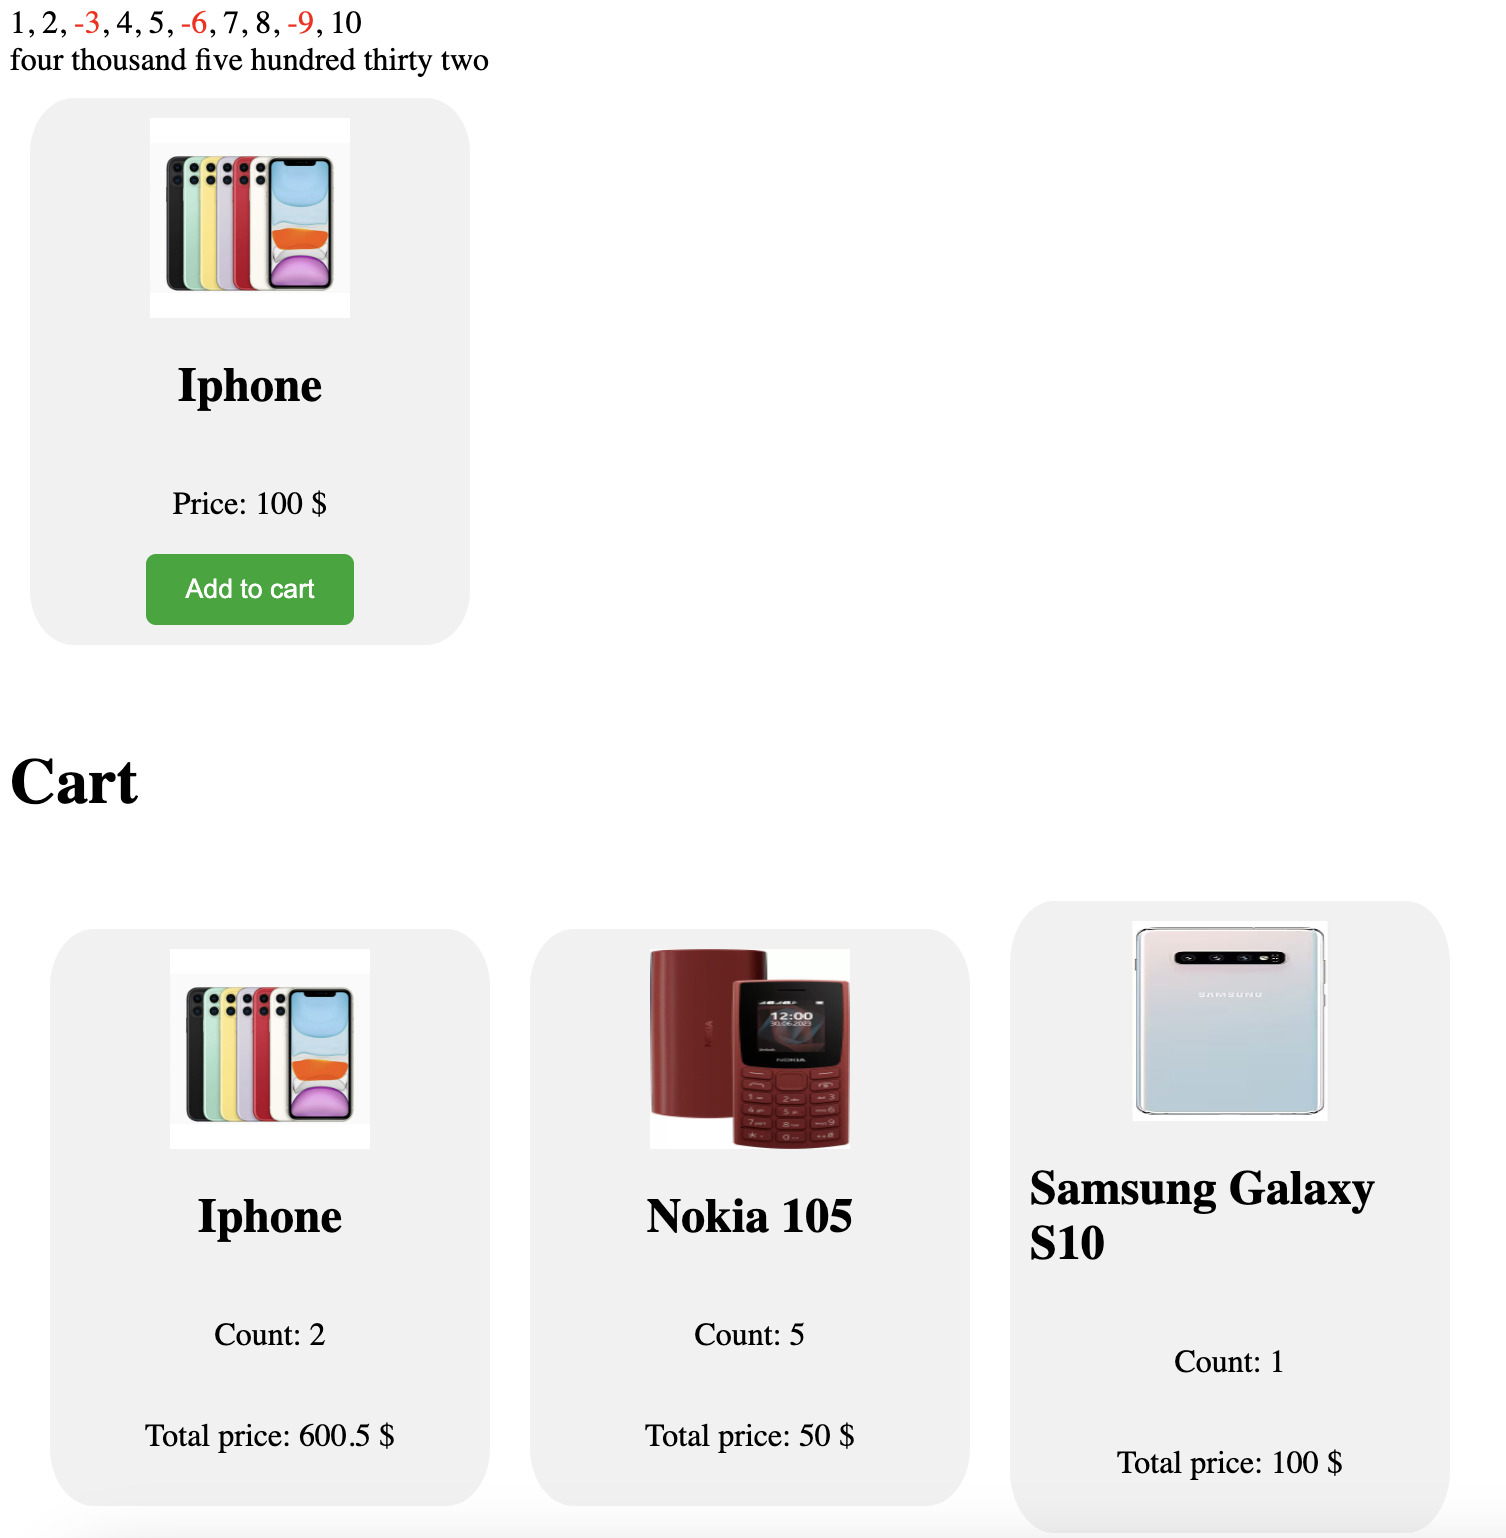 1, 2, -3, 4, 5, -6, 7, 8, -9, 10
four thousand five hundred thirty two
Iphone
Price: 100 $
Add to cart
Cart
Iphone
Count: 2
Total price: 600.5 $
12:00
30.06.2023
NOKIA
NOKIA
Nokia 105
Count: 5
Total price: 50 $
SAMSUNG
Samsung Galaxy
S10
Count: 1
Total price: 100 $